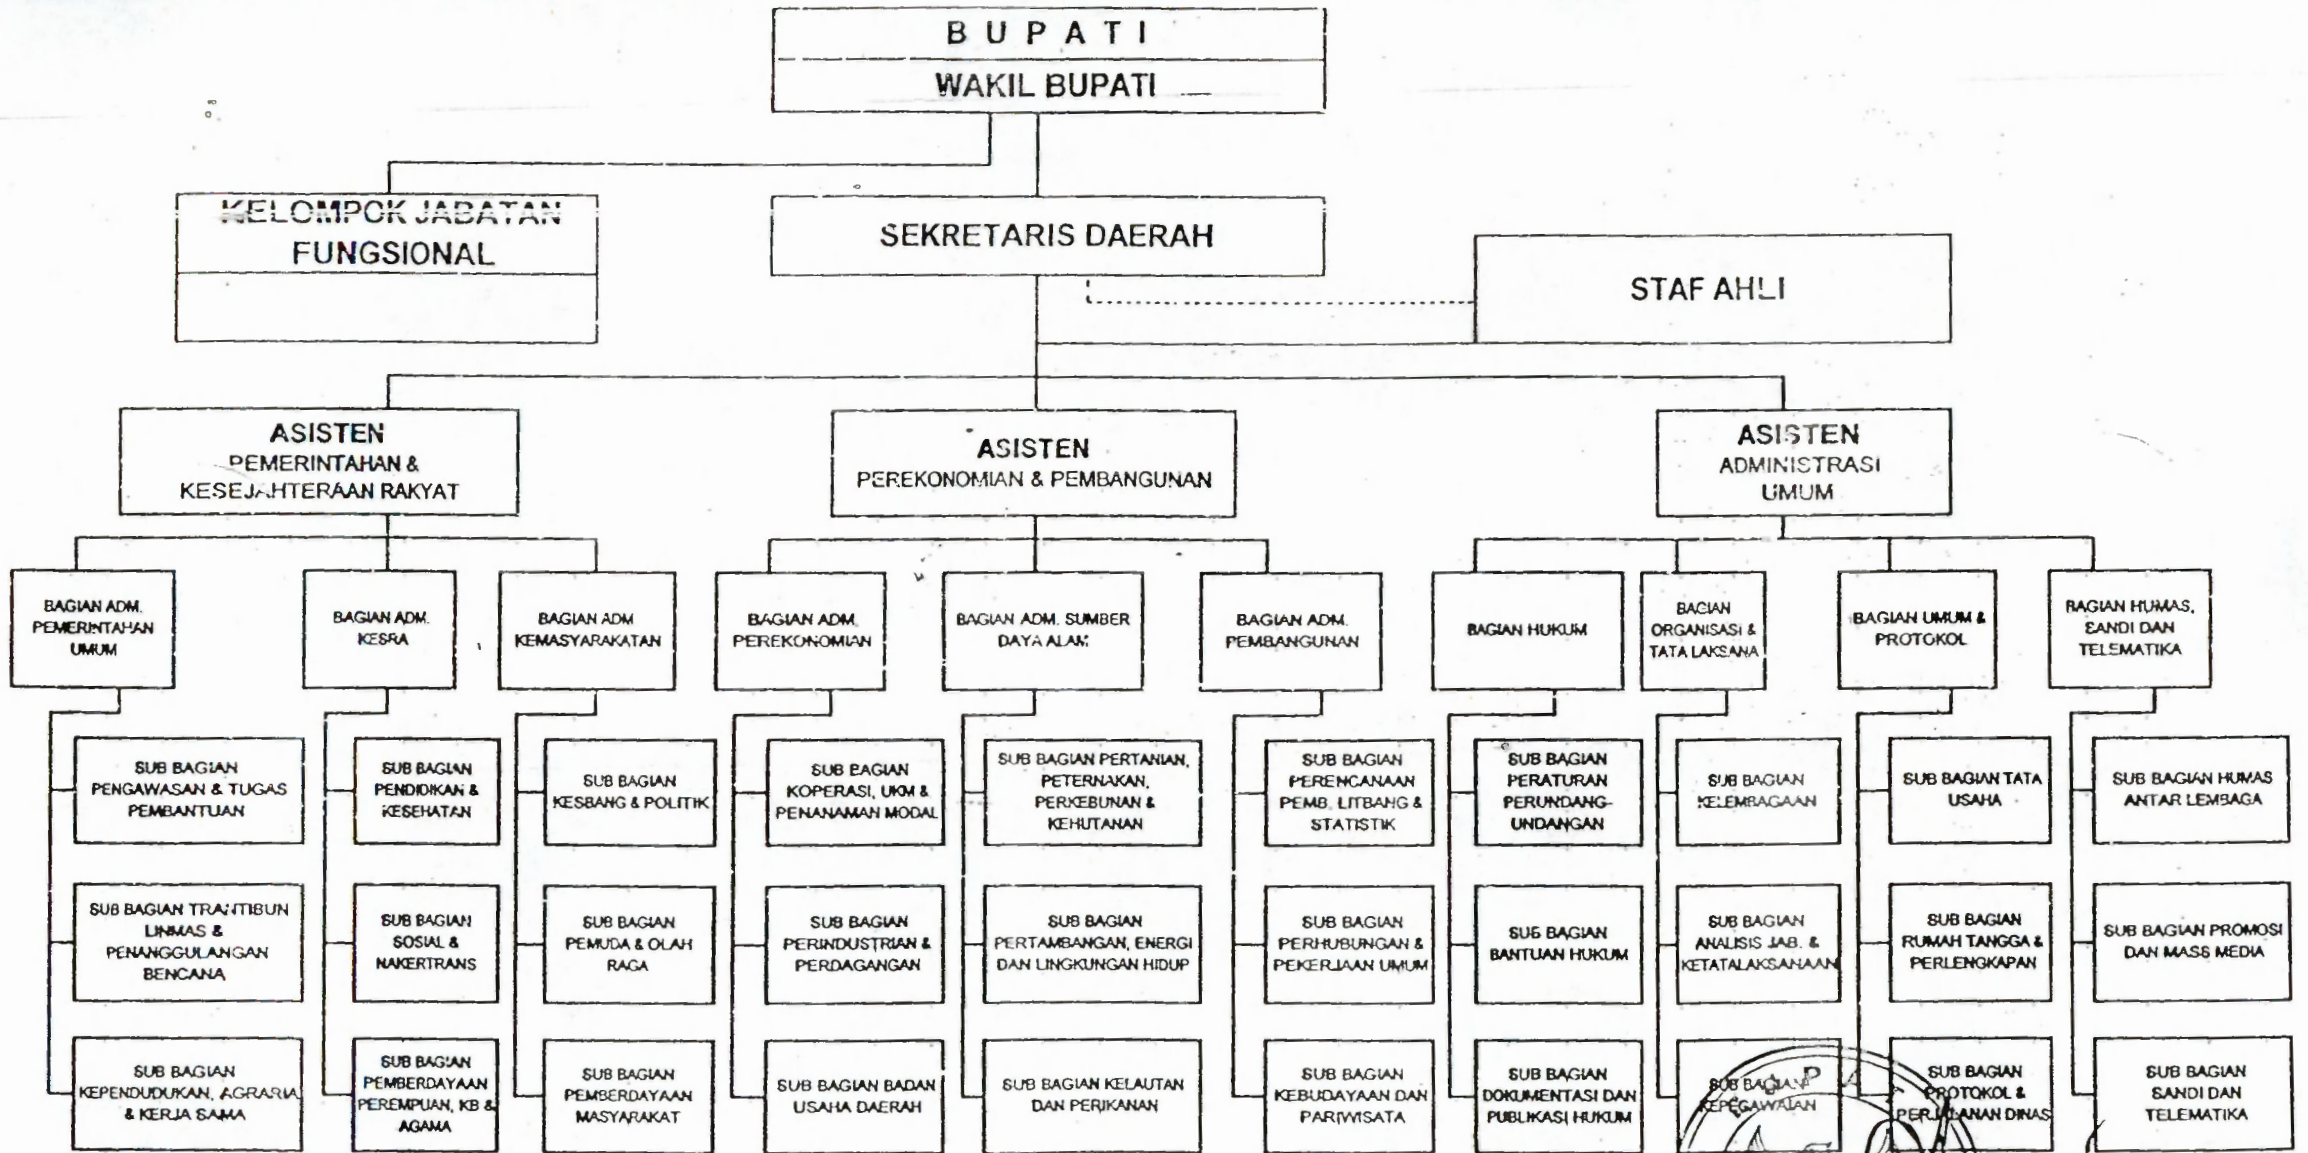 B U P A T I
WAKIL BUPATI
KELOMPOK JABATAN
FUNGSIONAL
SEKRETARIS DAERAH
STAF AHLI
ASISTEN
PEMERINTAHAN &
KESEJAHTERAAN RAKYAT
ASISTEN
PEREKONOMIAN & PEMBANGUNAN
ASISTEN
ADMINISTRASI
UMUM
BAGIAN ADM.
PEMERINTAHAN
UMUM
BAGIAN ADM.
KESRA
BAGIAN ADM
KEMASYARAKATAN
BAGIAN ADM.
PEREKONOMIAN
BAGIAN ADM. SUMBER
DAYA ALAM
BAGIAN ADM.
PEMBANGUNAN
BAGIAN HUKUM
BAGIAN
ORGANISASI &
TATA LAKSANA
BAGIAN UMUM &
PROTOKOL
BAGIAN HUMAS,
SANDI DAN
TELEMATIKA
SUB BAGIAN
PENGAWASAN & TUGAS
PEMBANTUAN
SUB BAGIAN
PENDIDIKAN &
KESEHATAN
SUB BAGIAN
KESBANG & POLITIK
SUB BAGIAN
KOPERASI, UKM &
PENANAMAN MODAL
SUB BAGIAN PERTANIAN,
PETERNAKAN,
PERKEBUNAN &
KEHUTANAN
SUB BAGIAN
PERENCANAAN
PEMB. LITBANG &
STATISTIK
SUB BAGIAN
PERATURAN
PERUNDANG-
UNDANGAN
SUB BAGIAN
KELEMBAGAAN
SUB BAGIAN TATA
USAHA
SUB BAGIAN HUMAS
ANTAR LEMBAGA
SUB BAGIAN TRANTIBUN
LINMAS &
PENANGGULANGAN
BENCANA
SUB BAGIAN
SOSIAL &
NAKERTRANS
SUB BAGIAN
PEMUDA & OLAH
RAGA
SUB BAGIAN
PERINDUSTRIAN &
PERDAGANGAN
SUB BAGIAN
PERTAMBANGAN, ENERGI
DAN LINGKUNGAN HIDUP
SUB BAGIAN
PERHUBUNGAN &
PEKERJAAN UMUM
SUB BAGIAN
BANTUAN HUKUM
SUB BAGIAN
ANALISIS JAB. &
KETATALAKSANAAN
SUB BAGIAN
RUMAH TANGGA &
PERLENGKAPAN
SUB BAGIAN PROMOSI
DAN MASS MEDIA
SUB BAGIAN
KEPENDUDUKAN, AGRARIA
& KERJA SAMA
SUB BAGIAN
PEMBERDAYAAN
PEREMPUAN, KB &
AGAMA
SUB BAGIAN
PEMBERDAYAAN
MASYARAKAT
SUB BAGIAN BADAN
USAHA DAERAH
SUB BAGIAN KELAUTAN
DAN PERIKANAN
SUB BAGIAN
KEBUDAYAAN DAN
PARIWISATA
SUB BAGIAN
DOKUMENTASI DAN
PUBLIKASI HUKUM
SUB BAGIAN
KEPEGAWAIAN
SUB BAGIAN
PROTOKOL &
PERJALANAN DINAS
SUB BAGIAN
SANDI DAN
TELEMATIKA